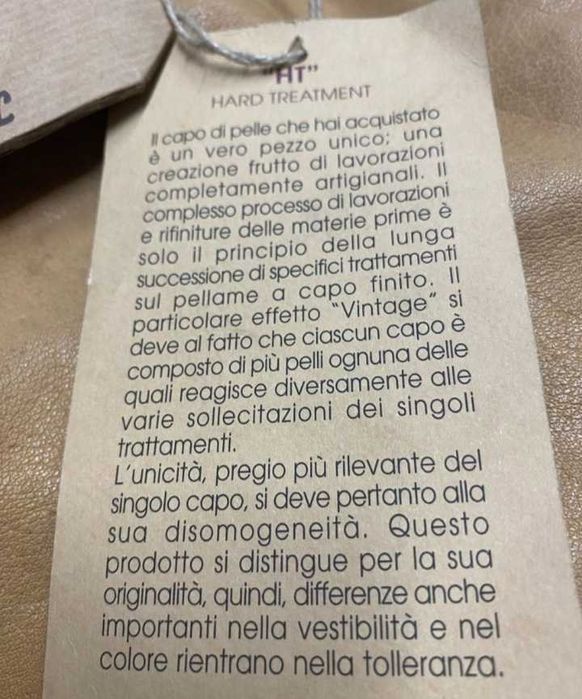 C
"HT"
HARD TREATMENT
Il capo di pelle che hai acquistato
è un vero pezzo unico; una
creazione frutto di lavorazioni
completamente artigianali. Il
complesso processo di lavorazioni
e rifiniture delle materie prime è
solo il principio della lunga
successione di specifici trattamenti
sul pellame a capo finito. Il
particolare effetto "Vintage" si
deve al fatto che ciascun capo è
composto di più pelli ognuna delle
quali reagisce diversamente alle
varie sollecitazioni dei singoli
trattamenti.
L'unicità, pregio più rilevante del
singolo capo, si deve pertanto alla
sua disomogeneità. Questo
prodotto si distingue per la sua
originalità, quindi, differenze anche
importanti nella vestibilità e nel
colore rientrano nella tolleranza.